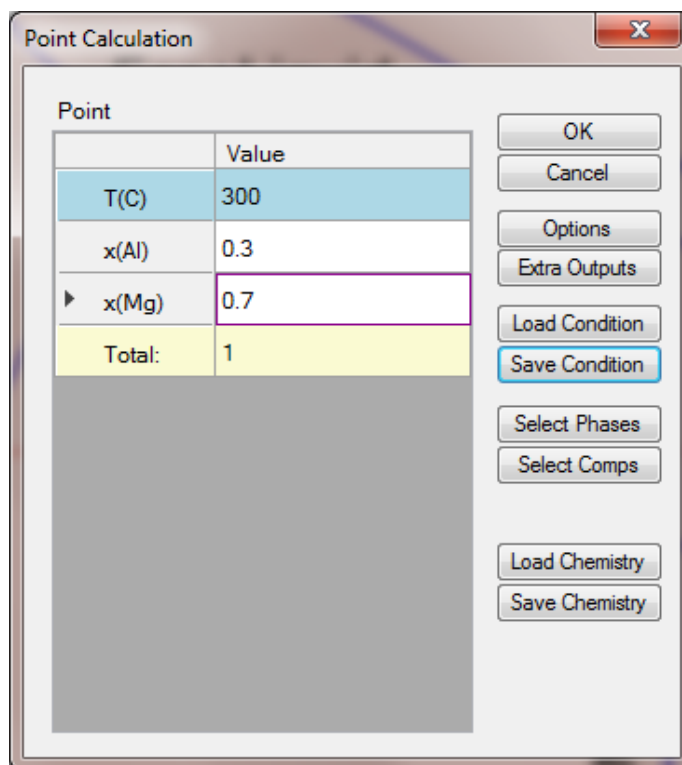 Point Calculation
Point
Value
T(C) 300
x(Al) 0.3
x(Mg) 0.7
Total: 1
OK
Cancel
Options
Extra Outputs
Load Condition
Save Condition
Select Phases
Select Comps
Load Chemistry
Save Chemistry